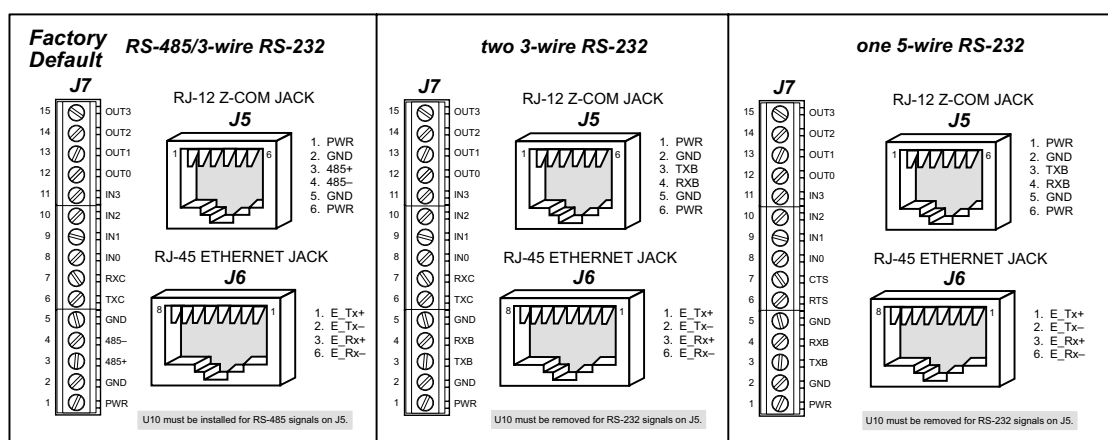 Factory
Default
RS-485/3-wire RS-232
J7
15 OUT3
14 OUT2
13 OUT1
12 OUT0
11 IN3
10 IN2
9 IN1
8 IN0
7 RXC
6 TXC
5 GND
4 485–
3 485+
2 GND
1 PWR
RJ-12 Z-COM JACK
J5
1 6
1. PWR
2. GND
3. 485+
4. 485–
5. GND
6. PWR
RJ-45 ETHERNET JACK
J6
8 1
1. E_Tx+
2. E_Tx–
3. E_Rx+
6. E_Rx–
U10 must be installed for RS-485 signals on J5.
two 3-wire RS-232
J7
15 OUT3
14 OUT2
13 OUT1
12 OUT0
11 IN3
10 IN2
9 IN1
8 IN0
7 RXC
6 TXC
5 GND
4 RXB
3 TXB
2 GND
1 PWR
RJ-12 Z-COM JACK
J5
1 6
1. PWR
2. GND
3. TXB
4. RXB
5. GND
6. PWR
RJ-45 ETHERNET JACK
J6
8 1
1. E_Tx+
2. E_Tx–
3. E_Rx+
6. E_Rx–
U10 must be removed for RS-232 signals on J5.
one 5-wire RS-232
J7
15 OUT3
14 OUT2
13 OUT1
12 OUT0
11 IN3
10 IN2
9 IN1
8 IN0
7 CTS
6 RTS
5 GND
4 RXB
3 TXB
2 GND
1 PWR
RJ-12 Z-COM JACK
J5
1 6
1. PWR
2. GND
3. TXB
4. RXB
5. GND
6. PWR
RJ-45 ETHERNET JACK
J6
8 1
1. E_Tx+
2. E_Tx–
3. E_Rx+
6. E_Rx–
U10 must be removed for RS-232 signals on J5.